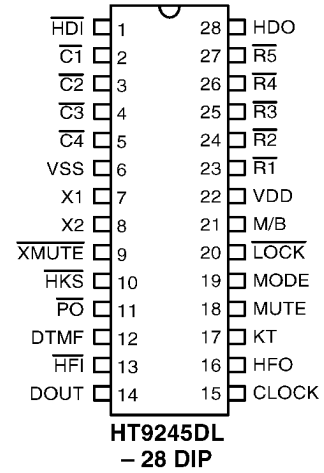 HDI 1 28 HDO
C1 2 27 R5
C2 3 26 R4
C3 4 25 R3
C4 5 24 R2
VSS 6 23 R1
X1 7 22 VDD
X2 8 21 M/B
XMUTE 9 20 LOCK
HKS 10 19 MODE
PO 11 18 MUTE
DTMF 12 17 KT
HFI 13 16 HFO
DOUT 14 15 CLOCK
HT9245DL
– 28 DIP